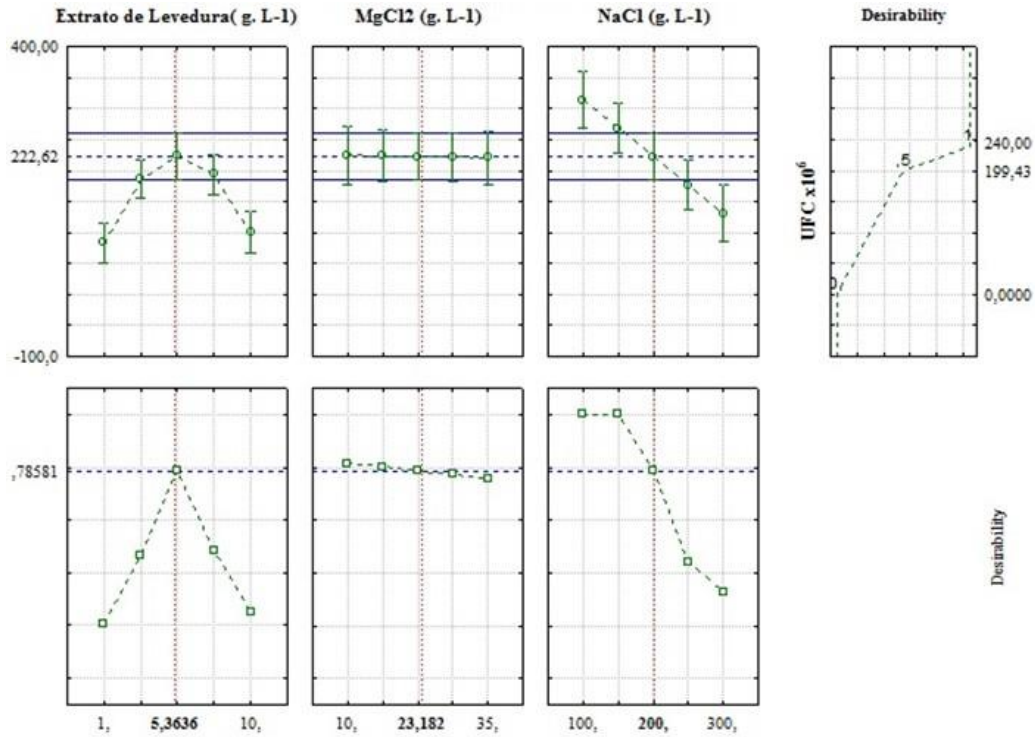 Extrato de Levedura( g. L-1)
MgCl2 (g. L-1)
NaCl (g. L-1)
Desirability
400,00
222,62
-100,0
1,
,5
0
UFC x10⁶
240,00
199,43
0,0000
,78581
Desirability
1, 5,3636 10,
10, 23,182 35,
100, 200, 300,